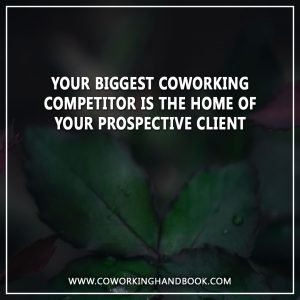 YOUR BIGGEST COWORKING
COMPETITOR IS THE HOME OF
YOUR PROSPECTIVE CLIENT
WWW.COWORKINGHANDBOOK.COM